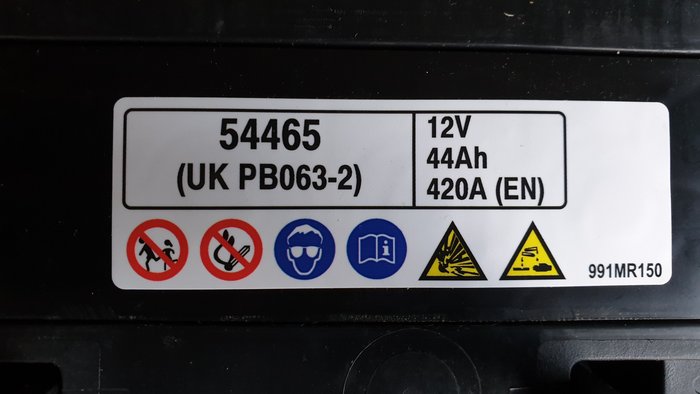 54465
(UK PB063-2)
12V
44Ah
420A (EN)
991MR150